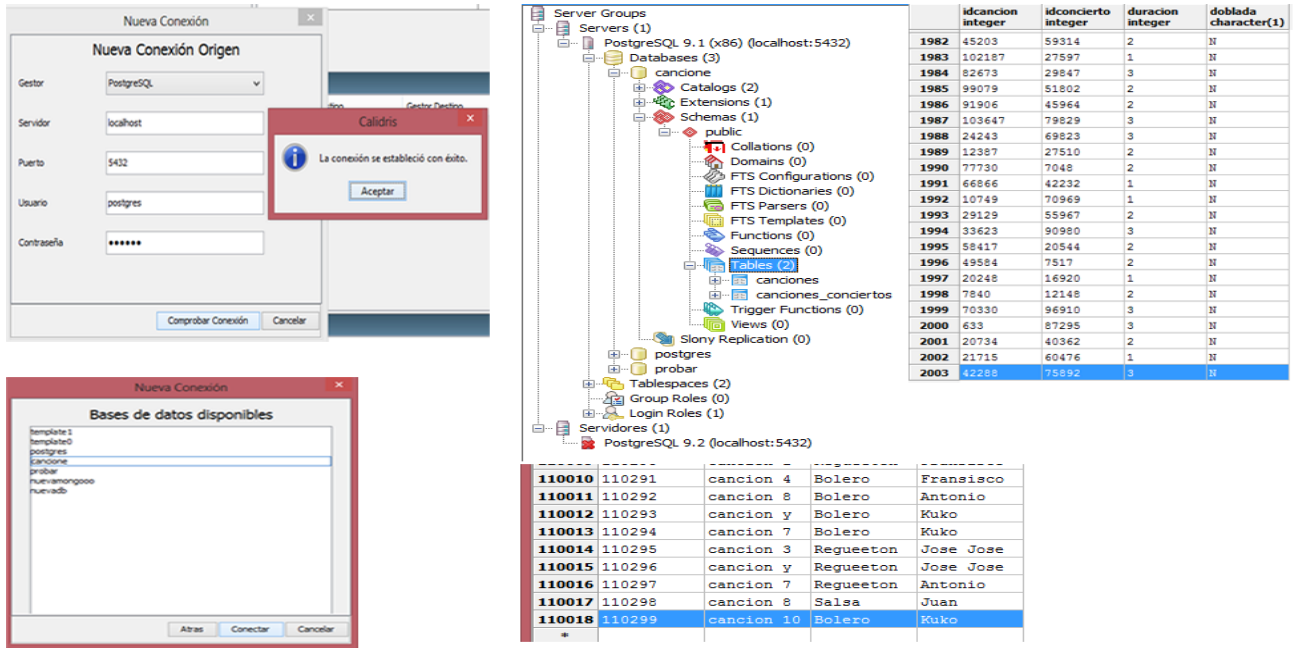 Nueva Conexión
Nueva Conexión Origen
Gestor PostgreSQL
Servidor localhost
Puerto 5432
Usuario postgres
Contraseña ••••••
Comprobar Conexión Cancelar
Gestor Destino
Calidris
La conexión se estableció con éxito.
Aceptar
Nueva Conexión
Bases de datos disponibles
template1
template0
postgres
cancione
probar
nuevamongooo
nuevadb
Atras Conectar Cancelar
Server Groups
Servers (1)
PostgreSQL 9.1 (x86) (localhost:5432)
Databases (3)
cancione
Catalogs (2)
Extensions (1)
Schemas (1)
public
Collations (0)
Domains (0)
FTS Configurations (0)
FTS Dictionaries (0)
FTS Parsers (0)
FTS Templates (0)
Functions (0)
Sequences (0)
Tables (2)
canciones
canciones_conciertos
Trigger Functions (0)
Views (0)
Slony Replication (0)
postgres
probar
Tablespaces (2)
Group Roles (0)
Login Roles (1)
Servidores (1)
PostgreSQL 9.2 (localhost:5432)
idcancion idconcierto duracion doblada
integer integer integer character(1)
1982 45203 59314 2 N
1983 102187 27597 1 N
1984 82673 29847 3 N
1985 99079 51802 2 N
1986 91906 45964 2 N
1987 103647 79829 3 N
1988 24243 69823 3 N
1989 12387 27510 2 N
1990 77730 7048 2 N
1991 66866 42232 1 N
1992 10749 70969 1 N
1993 29129 55967 2 N
1994 33623 90980 3 N
1995 58417 20544 2 N
1996 49584 7517 2 N
1997 20248 16920 1 N
1998 7840 12148 2 N
1999 70330 96910 3 N
2000 633 87295 3 N
2001 20734 40362 2 N
2002 21715 60476 1 N
2003 42288 75892 3 N
110010 110291 cancion 4 Bolero Fransisco
110011 110292 cancion 8 Bolero Antonio
110012 110293 cancion y Bolero Kuko
110013 110294 cancion 7 Bolero Kuko
110014 110295 cancion 3 Regueeton Jose Jose
110015 110296 cancion y Regueeton Jose Jose
110016 110297 cancion 7 Regueeton Antonio
110017 110298 cancion 8 Salsa Juan
110018 110299 cancion 10 Bolero Kuko
*